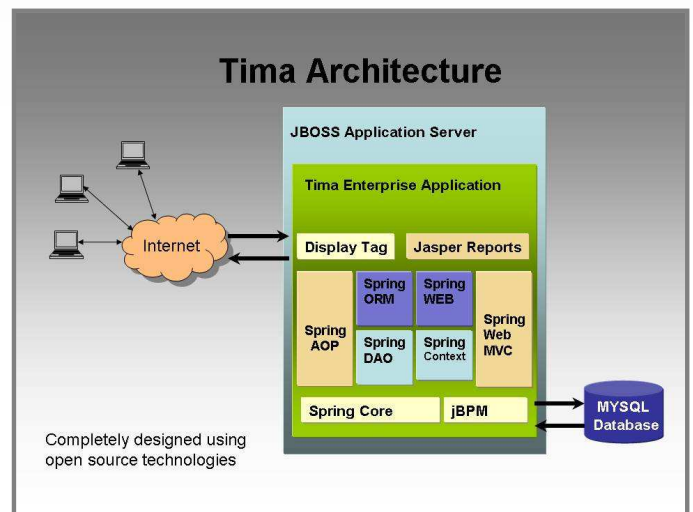 Tima Architecture
JBOSS Application Server
Tima Enterprise Application
Internet
Display Tag
Jasper Reports
Spring
AOP
Spring
ORM
Spring
WEB
Spring
DAO
Spring
Context
Spring
Web
MVC
Spring Core
jBPM
MYSQL
Database
Completely designed using
open source technologies